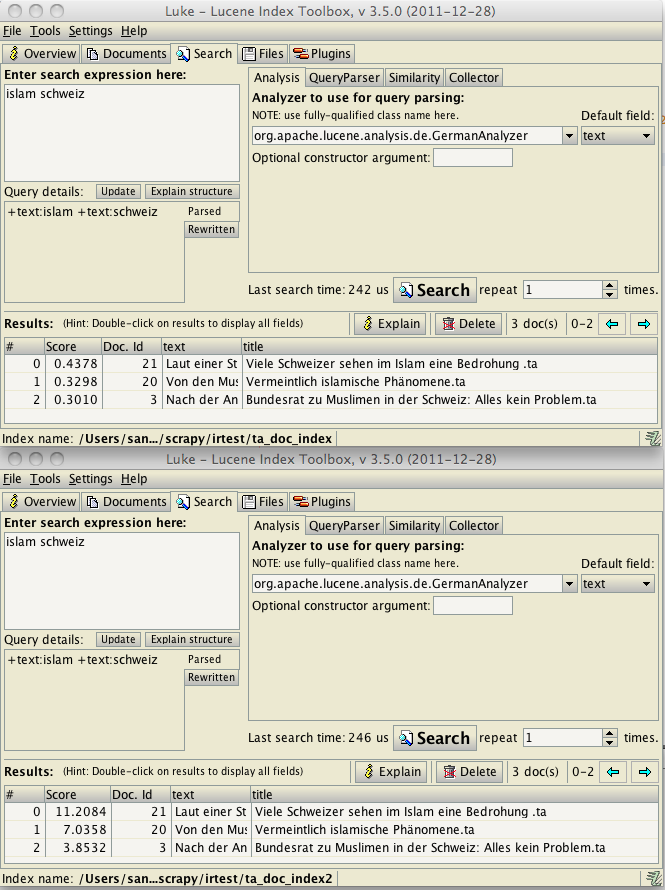 Luke – Lucene Index Toolbox, v 3.5.0 (2011-12-28)
File Tools Settings Help
Overview Documents Search Files Plugins
Enter search expression here:
islam schweiz
Query details: Update Explain structure
+text:islam +text:schweiz
Parsed
Rewritten
Analysis QueryParser Similarity Collector
Analyzer to use for query parsing:
NOTE: use fully-qualified class name here. Default field:
org.apache.lucene.analysis.de.GermanAnalyzer text
Optional constructor argument:
Last search time: 242 us Search repeat 1 times.
Results: (Hint: Double-click on results to display all fields) Explain Delete 3 doc(s) 0-2
# Score Doc. Id text title
0 0.4378 21 Laut einer St Viele Schweizer sehen im Islam eine Bedrohung .ta
1 0.3298 20 Von den Mus Vermeintlich islamische Phänomene.ta
2 0.3010 3 Nach der An Bundesrat zu Muslimen in der Schweiz: Alles kein Problem.ta
Index name: /Users/san.../scrapy/irtest/ta_doc_index
Luke – Lucene Index Toolbox, v 3.5.0 (2011-12-28)
File Tools Settings Help
Overview Documents Search Files Plugins
Enter search expression here:
islam schweiz
Query details: Update Explain structure
+text:islam +text:schweiz
Parsed
Rewritten
Analysis QueryParser Similarity Collector
Analyzer to use for query parsing:
NOTE: use fully-qualified class name here. Default field:
org.apache.lucene.analysis.de.GermanAnalyzer text
Optional constructor argument:
Last search time: 246 us Search repeat 1 times.
Results: (Hint: Double-click on results to display all fields) Explain Delete 3 doc(s) 0-2
# Score Doc. Id text title
0 11.2084 21 Laut einer St Viele Schweizer sehen im Islam eine Bedrohung .ta
1 7.0358 20 Von den Mus Vermeintlich islamische Phänomene.ta
2 3.8532 3 Nach der An Bundesrat zu Muslimen in der Schweiz: Alles kein Problem.ta
Index name: /Users/san...scrapy/irtest/ta_doc_index2